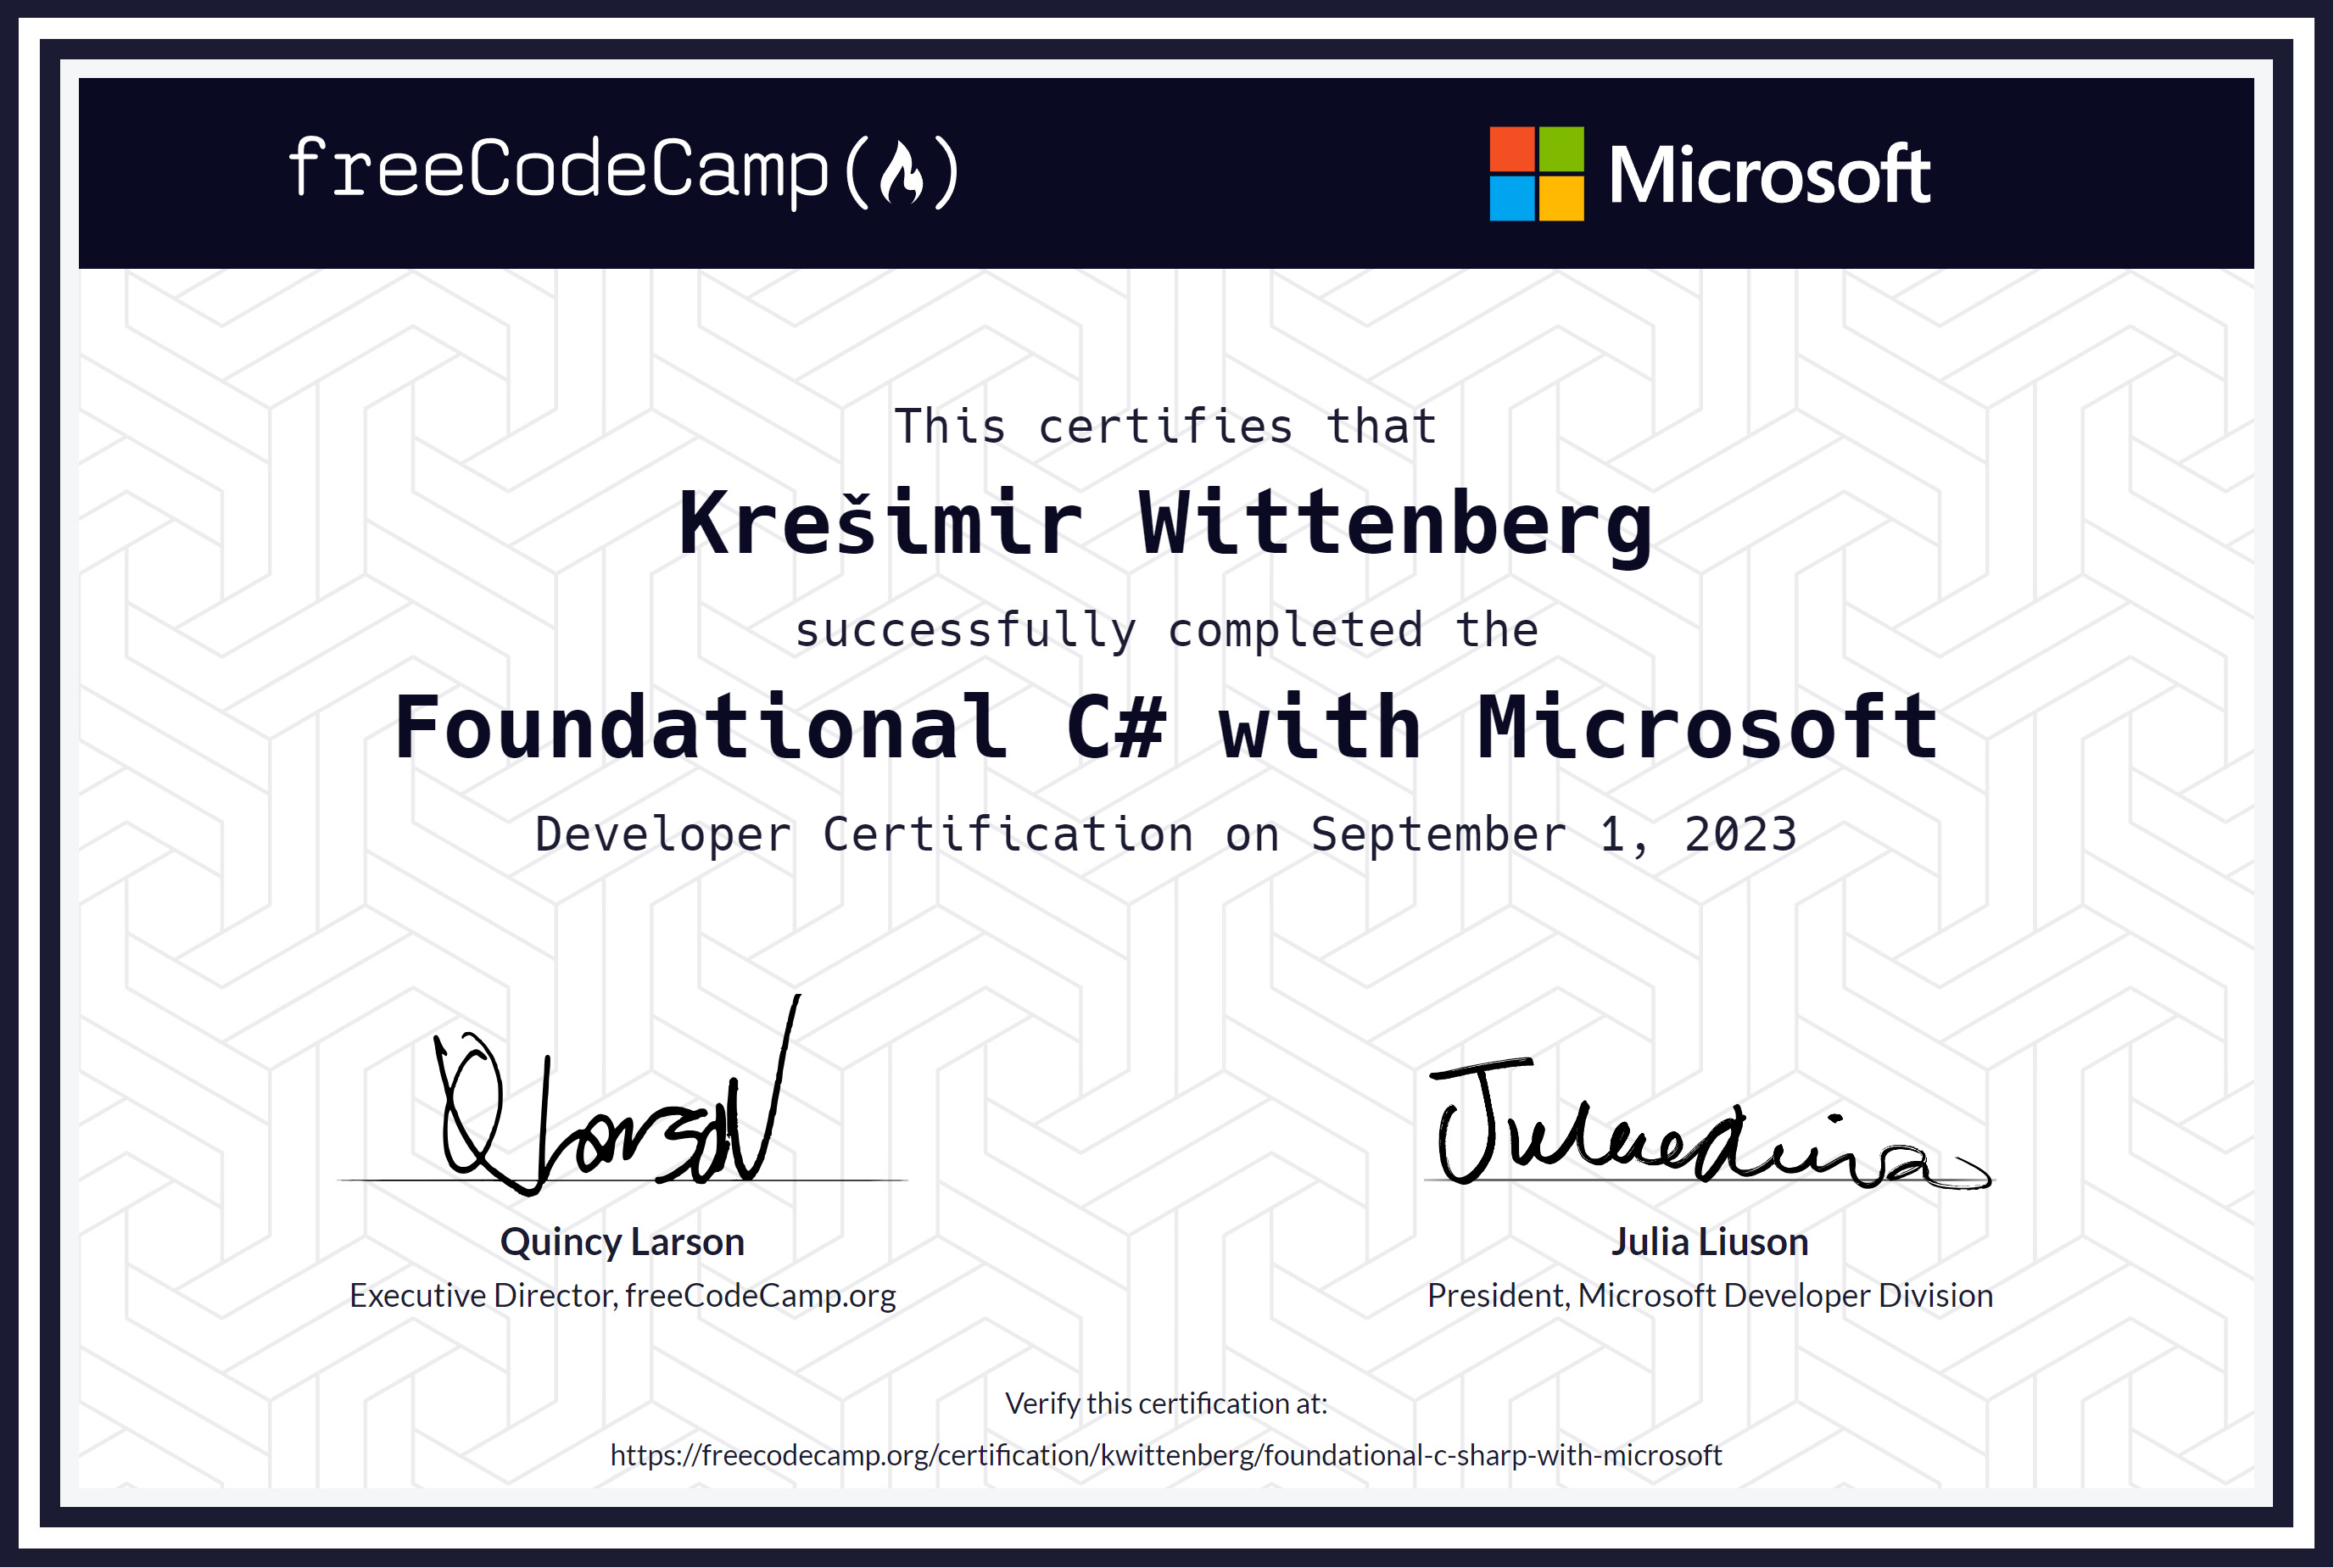 freeCodeCamp(🔥)
Microsoft
This certifies that
Krešimir Wittenberg
successfully completed the
Foundational C# with Microsoft
Developer Certification on September 1, 2023
QLarson
Quincy Larson
Executive Director, freeCodeCamp.org
Julia Liuson
President, Microsoft Developer Division
Verify this certification at:
https://freecodecamp.org/certification/kwittenberg/foundational-c-sharp-with-microsoft